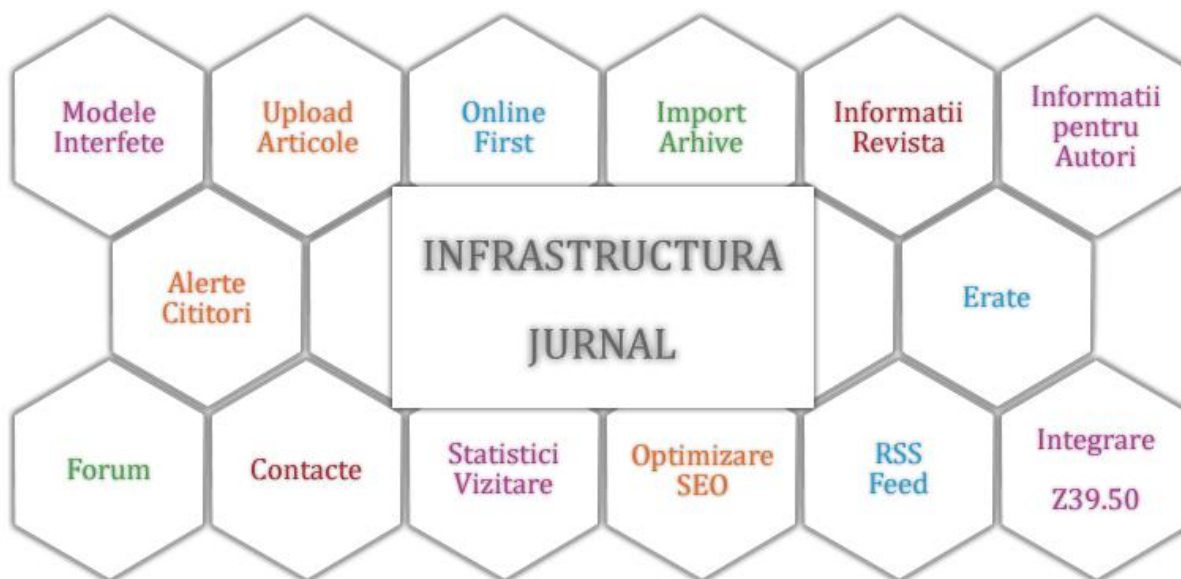 Modele
Interfete
Upload
Articole
Online
First
Import
Arhive
Informatii
Revista
Informatii
pentru
Autori
Alerte
Cititori
INFRASTRUCTURA
JURNAL
Erate
Forum
Contacte
Statistici
Vizitare
Optimizare
SEO
RSS
Feed
Integrare
Z39.50